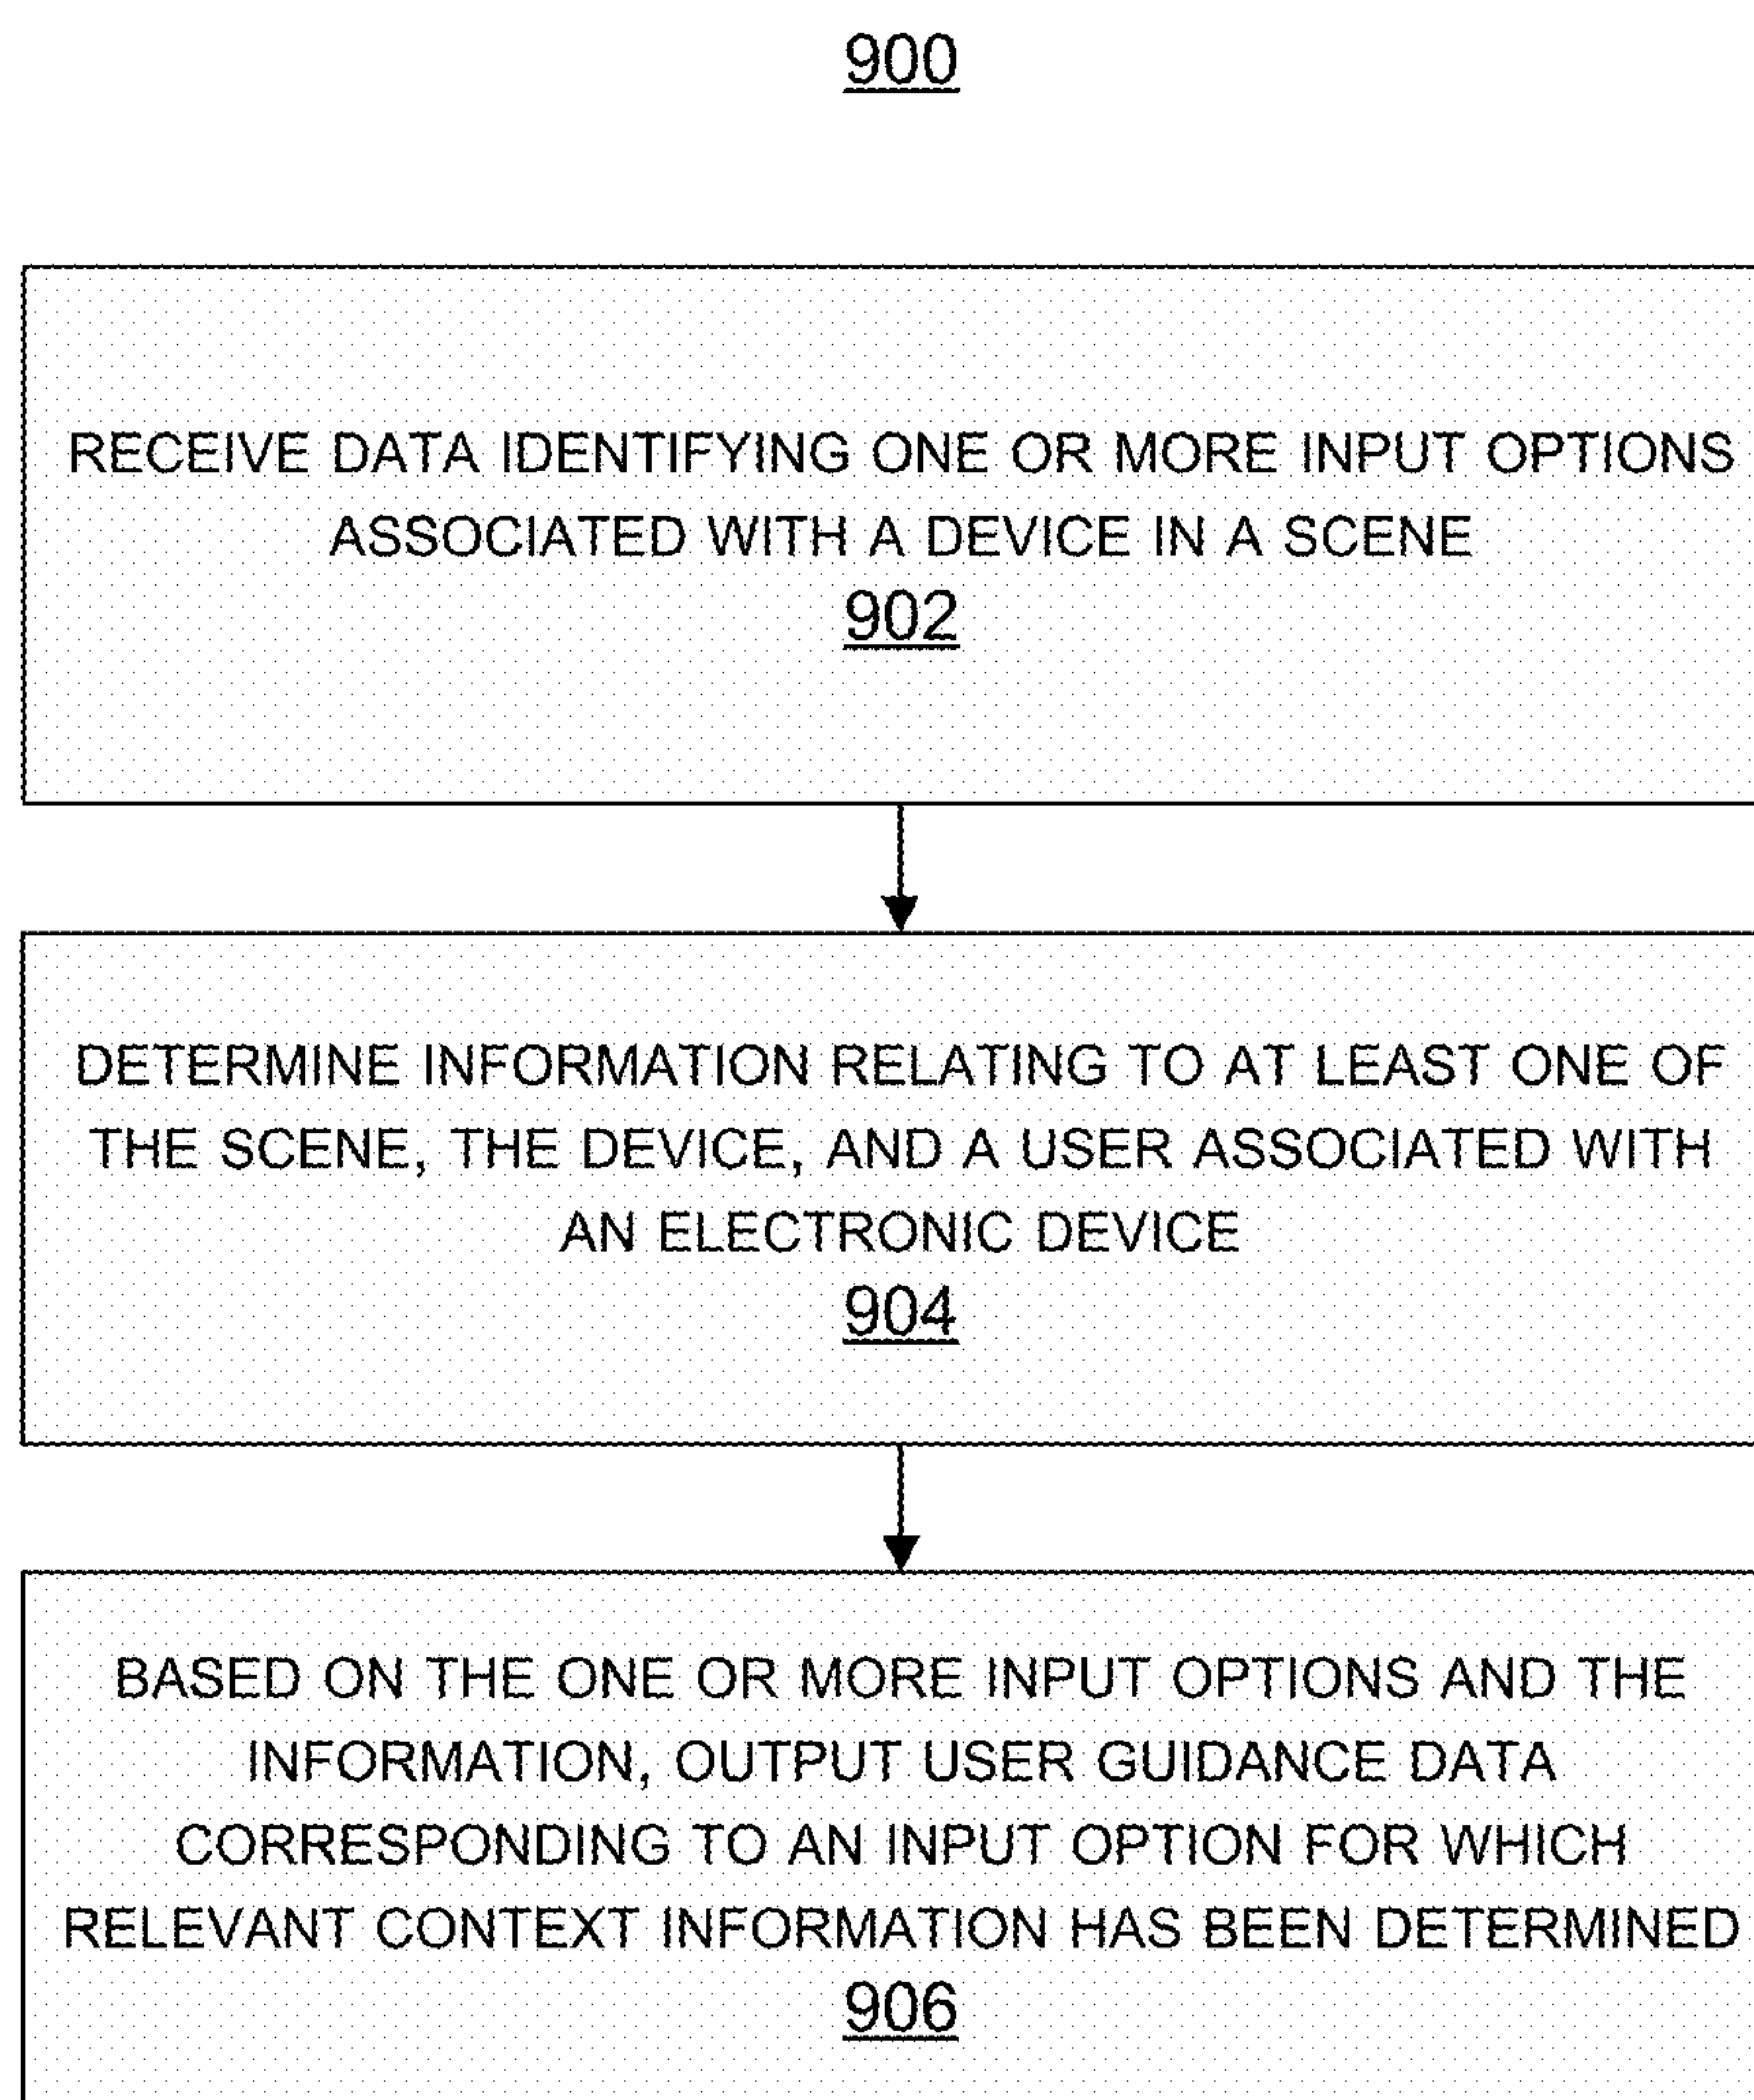 900
RECEIVE DATA IDENTIFYING ONE OR MORE INPUT OPTIONS
ASSOCIATED WITH A DEVICE IN A SCENE
902
DETERMINE INFORMATION RELATING TO AT LEAST ONE OF
THE SCENE, THE DEVICE, AND A USER ASSOCIATED WITH
AN ELECTRONIC DEVICE
904
BASED ON THE ONE OR MORE INPUT OPTIONS AND THE
INFORMATION, OUTPUT USER GUIDANCE DATA
CORRESPONDING TO AN INPUT OPTION FOR WHICH
RELEVANT CONTEXT INFORMATION HAS BEEN DETERMINED
906